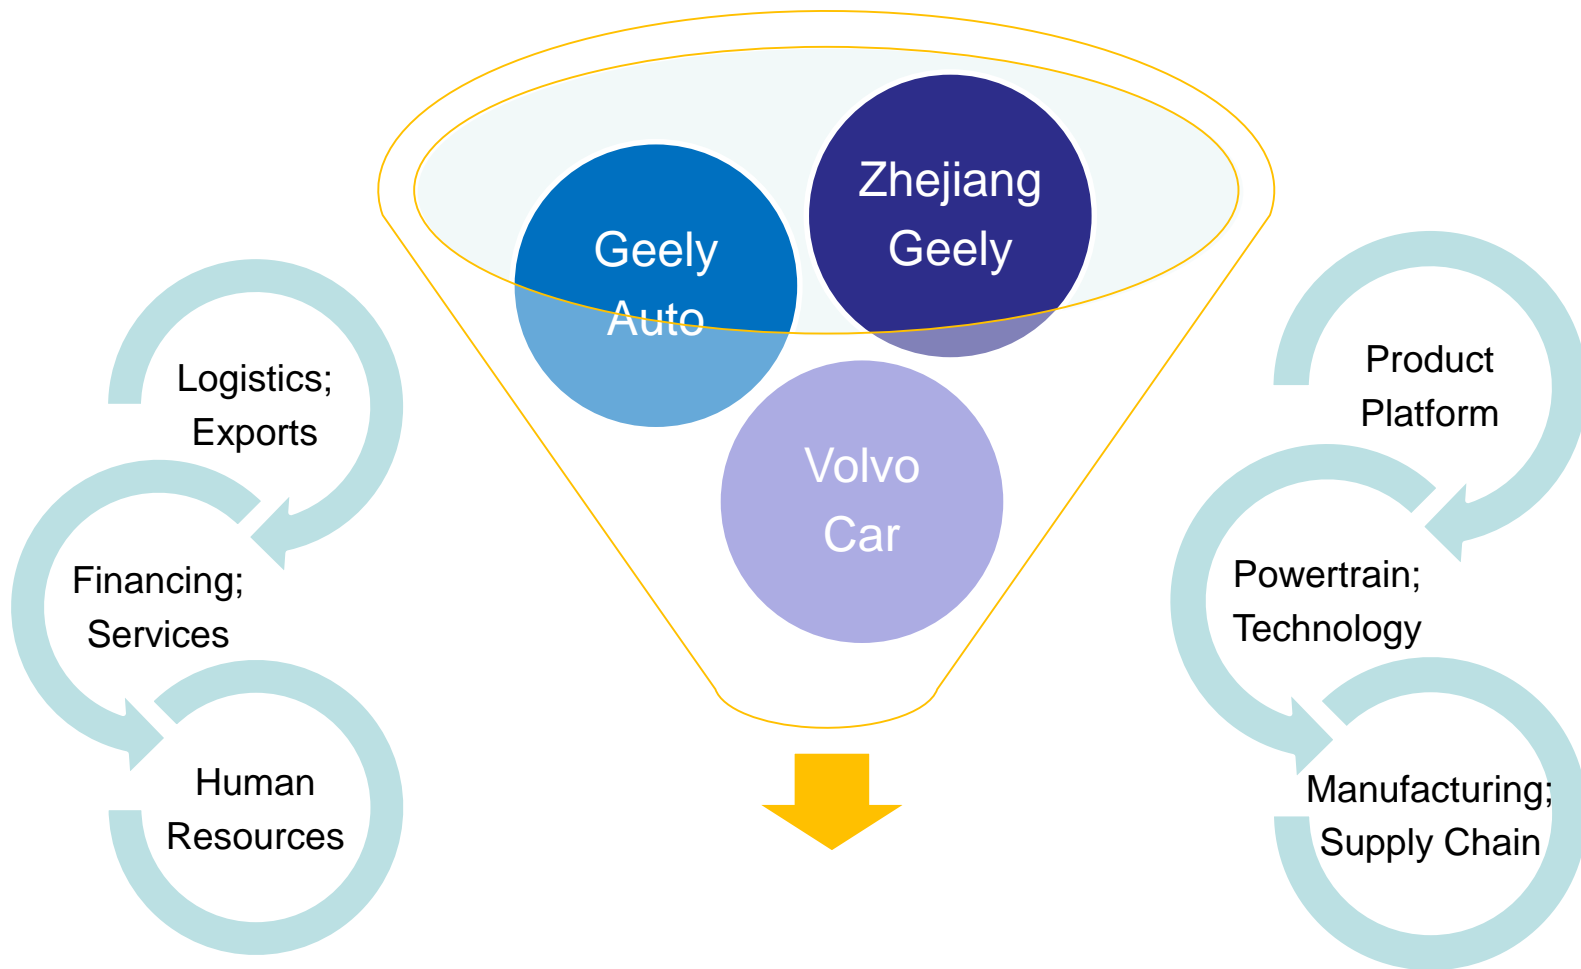 Zhejiang
Geely
Geely
Auto
Volvo
Car
Logistics;
Exports
Financing;
Services
Human
Resources
Product
Platform
Powertrain;
Technology
Manufacturing;
Supply Chain